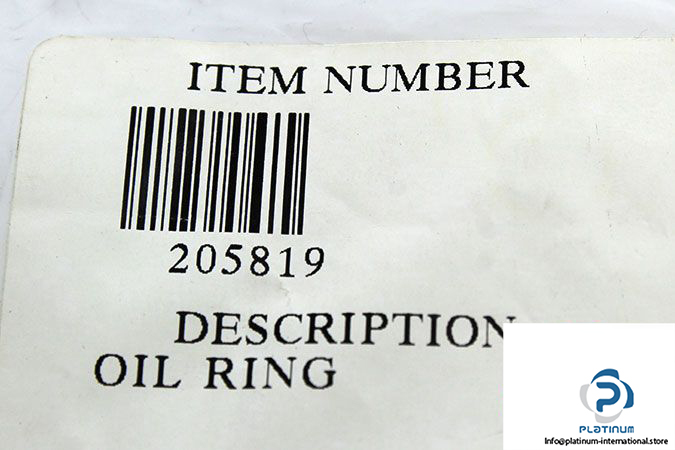 ITEM NUMBER
205819
DESCRIPTION
OIL RING
P
PLATINUM
Info@platinum-international.store